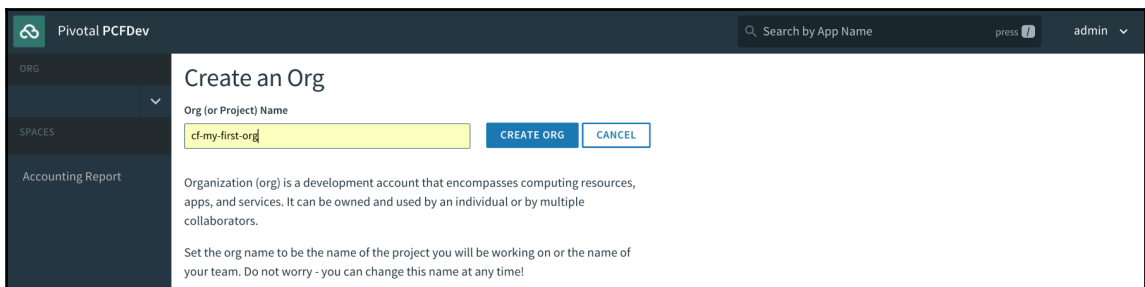 Pivotal PCFDev
Search by App Name
press /
admin
ORG
SPACES
Accounting Report
Create an Org
Org (or Project) Name
cf-my-first-org
CREATE ORG
CANCEL
Organization (org) is a development account that encompasses computing resources,
apps, and services. It can be owned and used by an individual or by multiple
collaborators.
Set the org name to be the name of the project you will be working on or the name of
your team. Do not worry - you can change this name at any time!